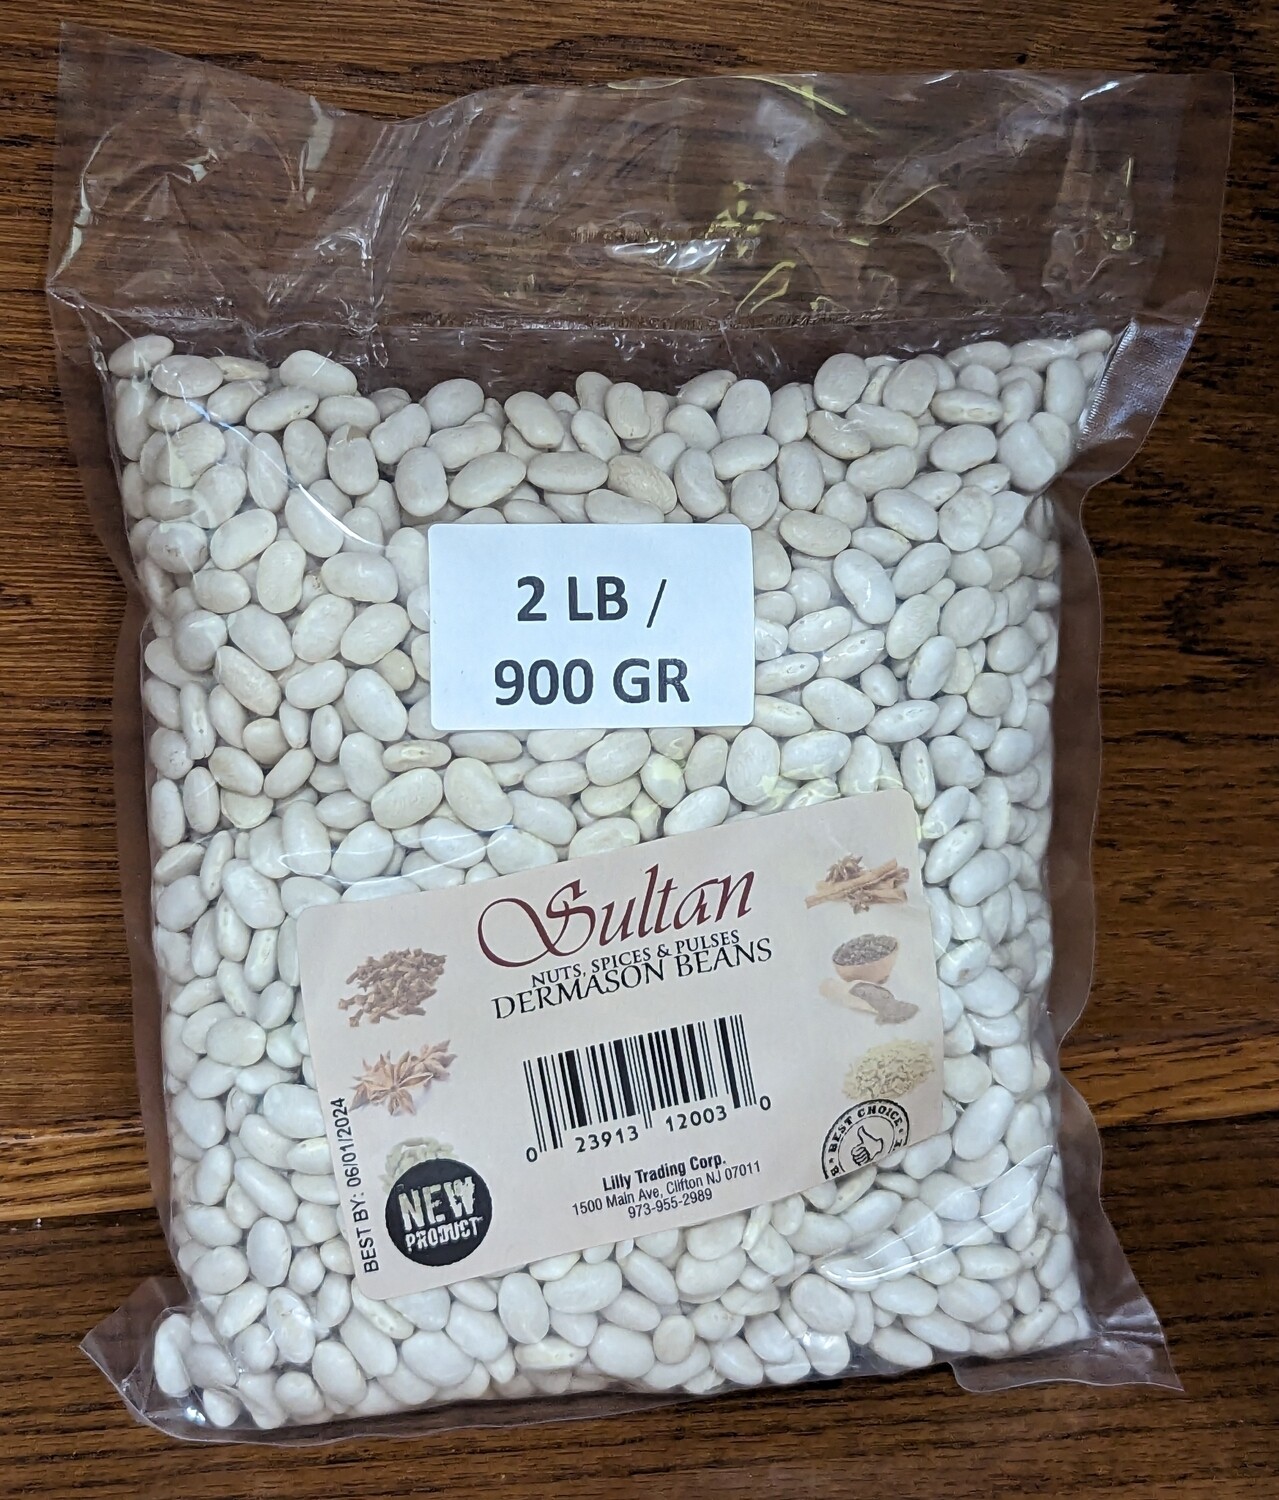 2 LB /
900 GR
Sultan
NUTS, SPICES & PULSES
DERMASON BEANS
0 23913 12003 0
Lilly Trading Corp.
1500 Main Ave, Clifton NJ 07011
973-955-2989
BEST BY: 06/01/2024
NEW
PRODUCT
BEST CHOICE